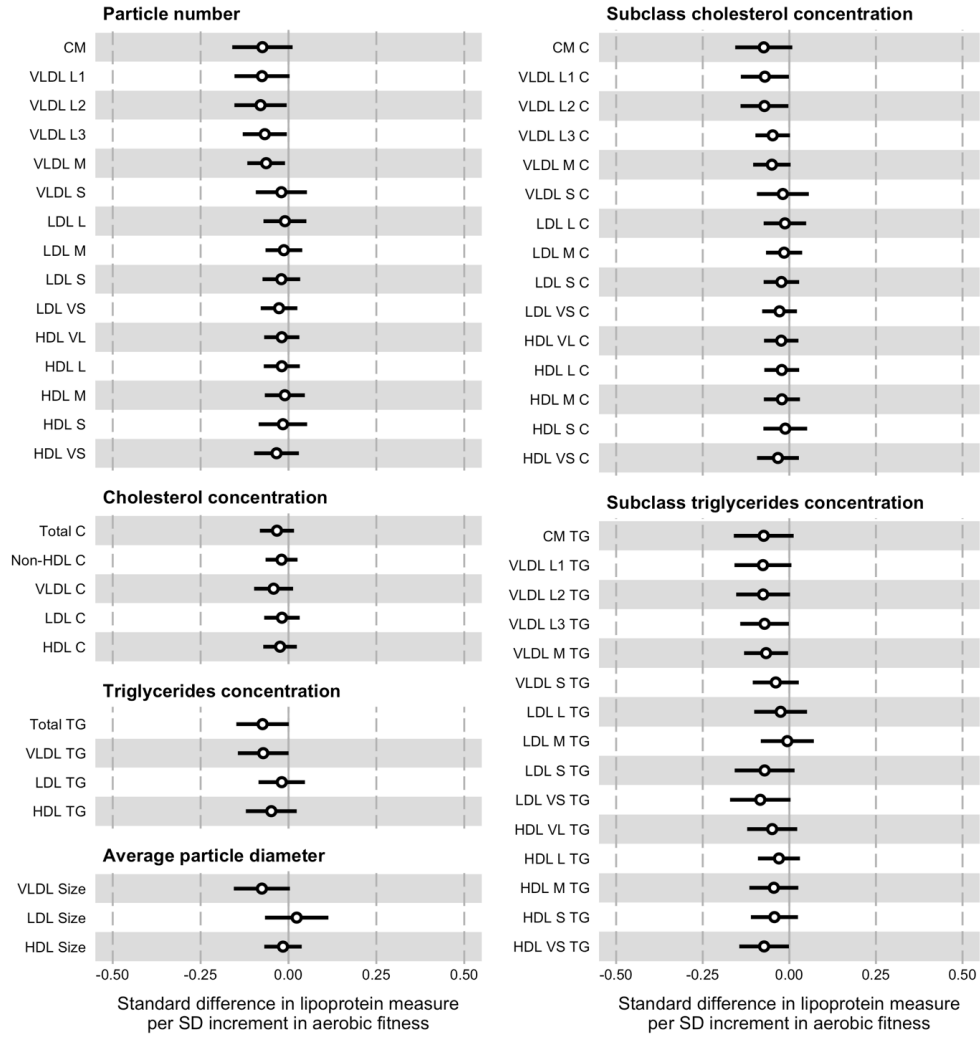 Particle number
CM
VLDL L1
VLDL L2
VLDL L3
VLDL M
VLDL S
LDL L
LDL M
LDL S
LDL VS
HDL VL
HDL L
HDL M
HDL S
HDL VS
Cholesterol concentration
Total C
Non-HDL C
VLDL C
LDL C
HDL C
Triglycerides concentration
Total TG
VLDL TG
LDL TG
HDL TG
Average particle diameter
VLDL Size
LDL Size
HDL Size
-0.50 -0.25 0.00 0.25 0.50
Standard difference in lipoprotein measure
per SD increment in aerobic fitness
Subclass cholesterol concentration
CM C
VLDL L1 C
VLDL L2 C
VLDL L3 C
VLDL M C
VLDL S C
LDL L C
LDL M C
LDL S C
LDL VS C
HDL VL C
HDL L C
HDL M C
HDL S C
HDL VS C
Subclass triglycerides concentration
CM TG
VLDL L1 TG
VLDL L2 TG
VLDL L3 TG
VLDL M TG
VLDL S TG
LDL L TG
LDL M TG
LDL S TG
LDL VS TG
HDL VL TG
HDL L TG
HDL M TG
HDL S TG
HDL VS TG
-0.50 -0.25 0.00 0.25 0.50
Standard difference in lipoprotein measure
per SD increment in aerobic fitness